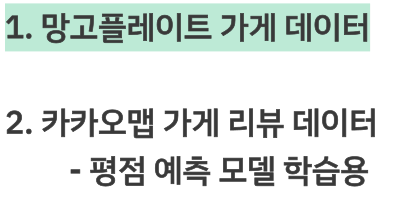 1. 망고플레이트 가게 데이터
2. 카카오맵 가게 리뷰 데이터
- 평점 예측 모델 학습용